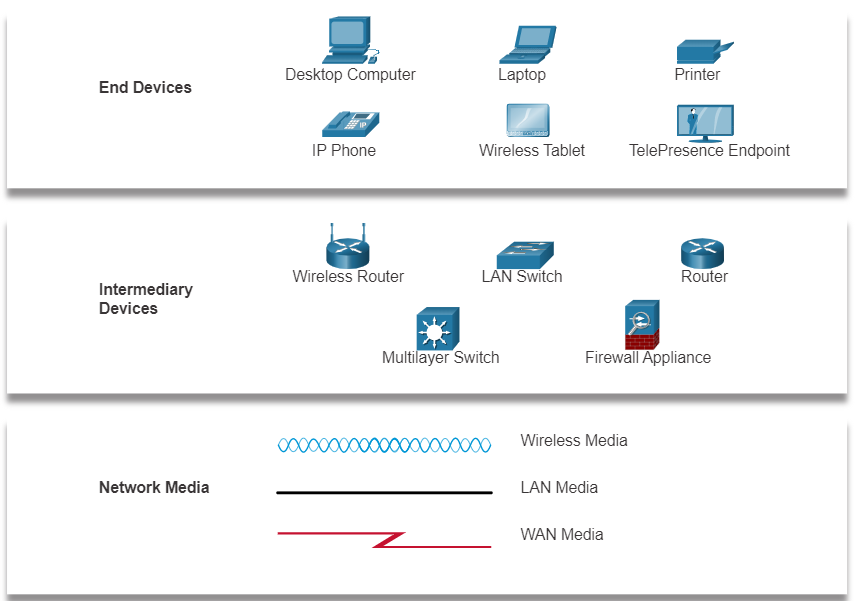 End Devices
Desktop Computer
Laptop
Printer
IP
IP Phone
Wireless Tablet
TelePresence Endpoint
Intermediary
Devices
Wireless Router
LAN Switch
Router
Multilayer Switch
Firewall Appliance
Network Media
Wireless Media
LAN Media
WAN Media